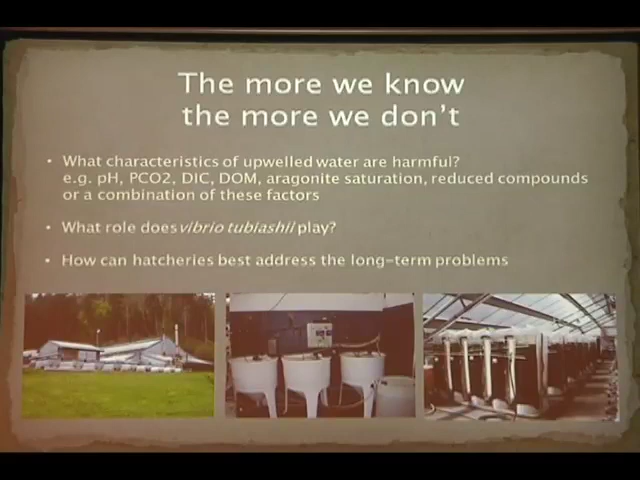 The more we know
the more we don't
• What characteristics of upwelled water are harmful?
e.g. pH, PCO2, DIC, DOM, aragonite saturation, reduced compounds
or a combination of these factors
• What role does vibrio tubiashii play?
• How can hatcheries best address the long-term problems